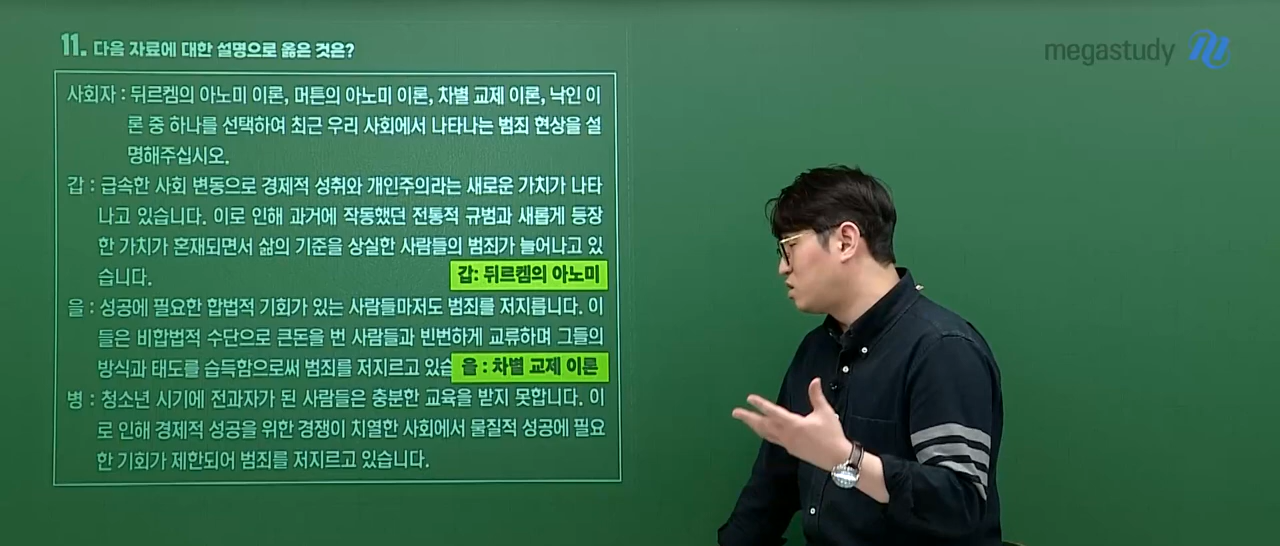 11. 다음 자료에 대한 설명으로 옳은 것은?
megastudy
사회자 : 뒤르켐의 아노미 이론, 머튼의 아노미 이론, 차별 교제 이론, 낙인 이
론 중 하나를 선택하여 최근 우리 사회에서 나타나는 범죄 현상을 설
명해주십시오.
갑 : 급속한 사회 변동으로 경제적 성취와 개인주의라는 새로운 가치가 나타
나고 있습니다. 이로 인해 과거에 작동했던 전통적 규범과 새롭게 등장
한 가치가 혼재되면서 삶의 기준을 상실한 사람들의 범죄가 늘어나고 있
습니다.
갑: 뒤르켐의 아노미
을 : 성공에 필요한 합법적 기회가 있는 사람들마저도 범죄를 저지릅니다. 이
들은 비합법적 수단으로 큰돈을 번 사람들과 빈번하게 교류하며 그들의
방식과 태도를 습득함으로써 범죄를 저지르고 있습
을 : 차별 교제 이론
병 : 청소년 시기에 전과자가 된 사람들은 충분한 교육을 받지 못합니다. 이
로 인해 경제적 성공을 위한 경쟁이 치열한 사회에서 물질적 성공에 필요
한 기회가 제한되어 범죄를 저지르고 있습니다.